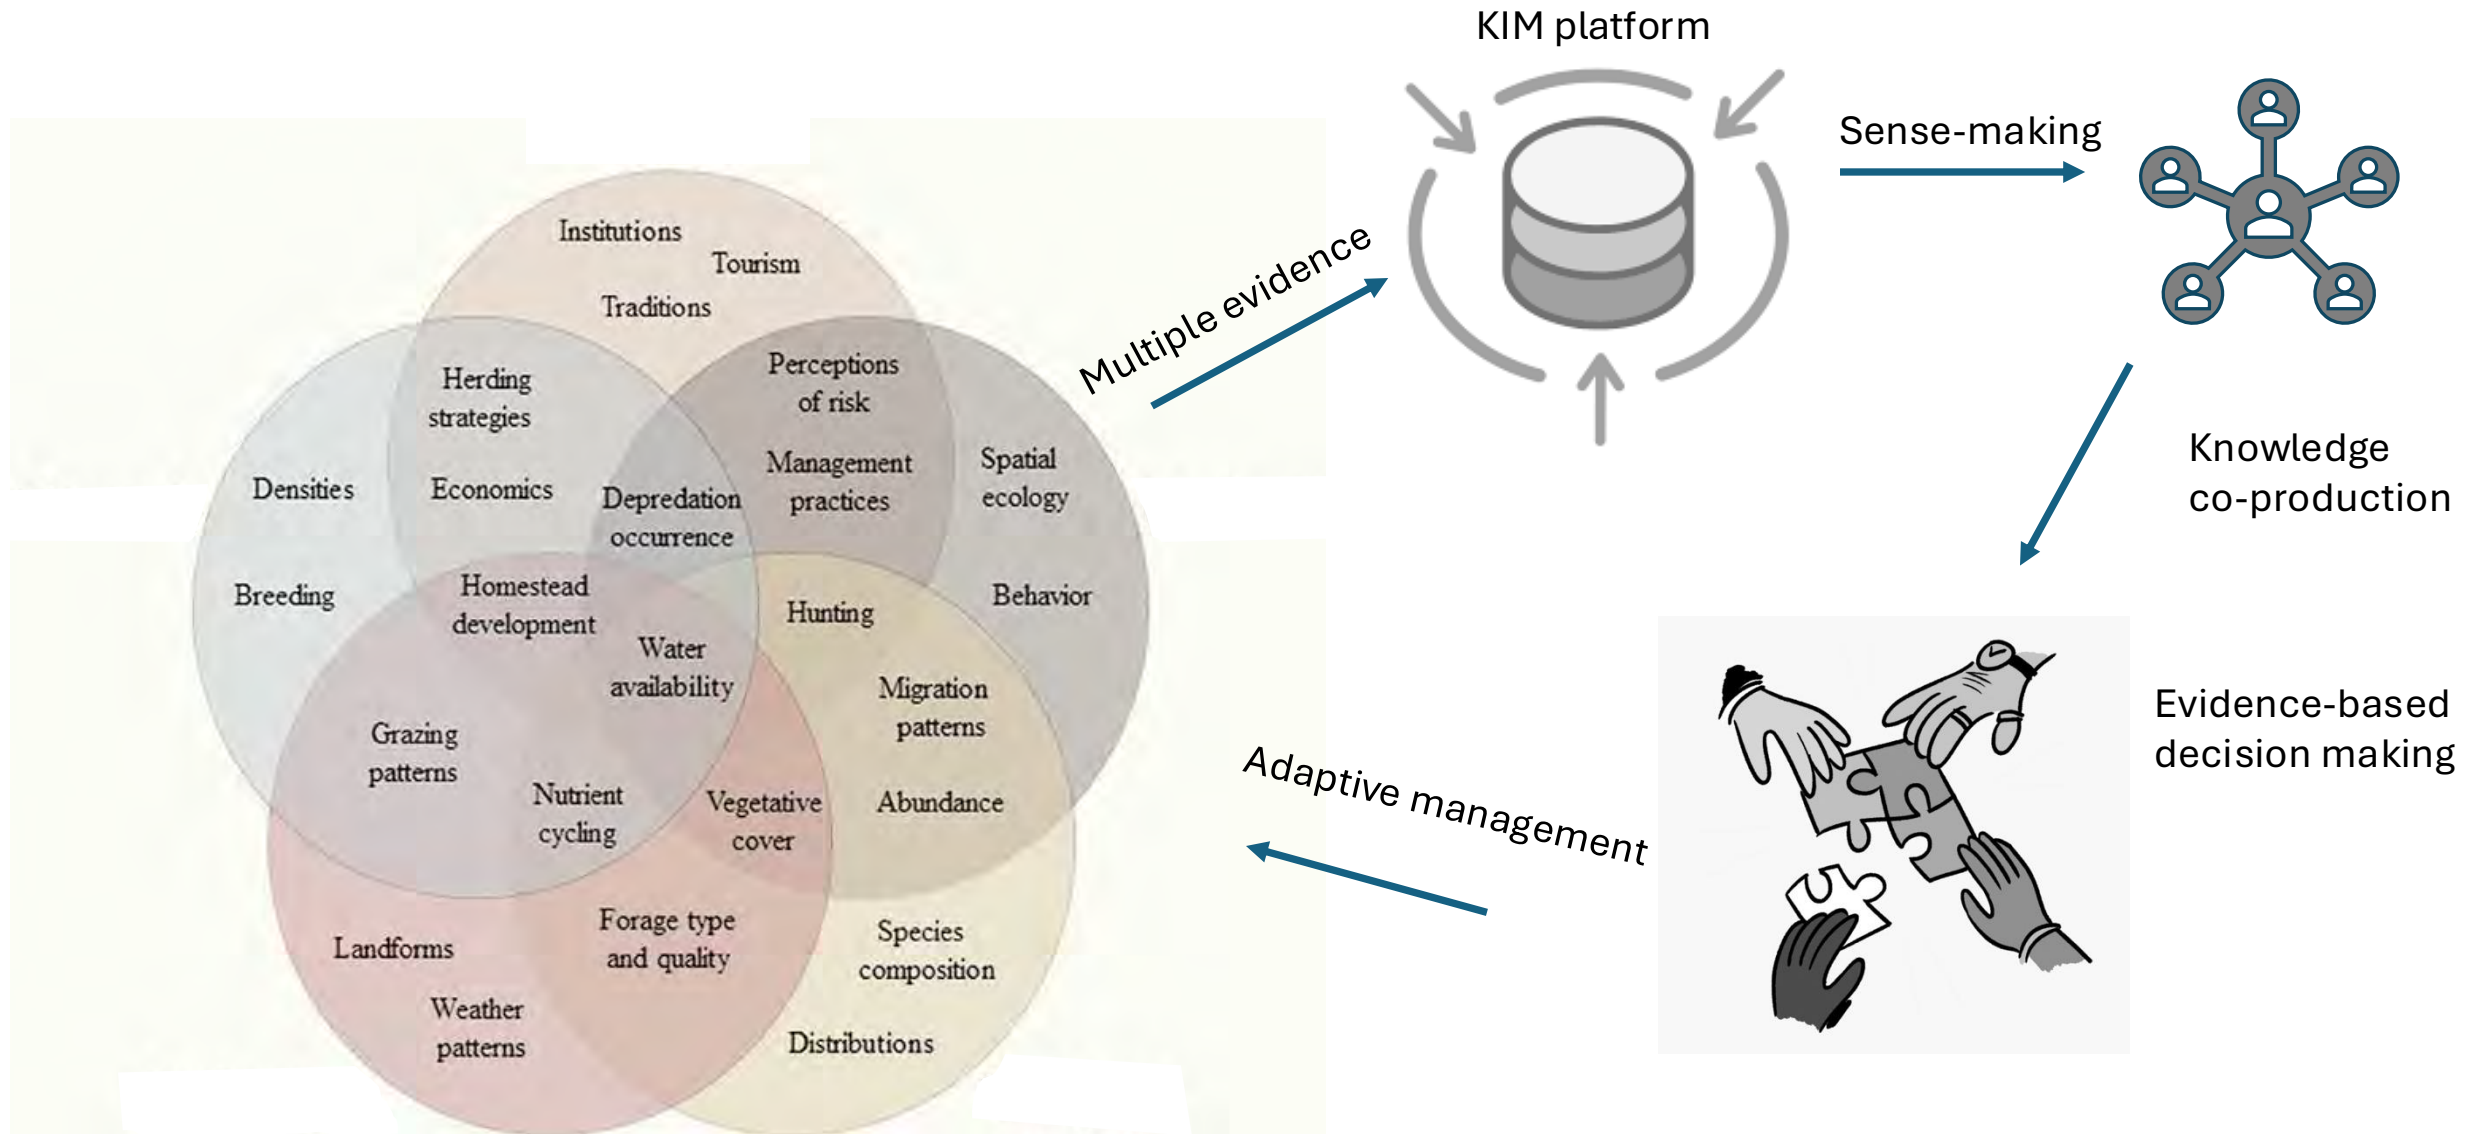 KIM platform
Sense-making
Multiple evidence
Knowledge
co-production
Evidence-based
decision making
Adaptive management
Institutions
Tourism
Traditions
Herding
strategies
Economics
Densities
Breeding
Perceptions
of risk
Management
practices
Depredation
occurrence
Spatial
ecology
Behavior
Homestead
development
Water
availability
Hunting
Migration
patterns
Abundance
Grazing
patterns
Nutrient
cycling
Vegetative
cover
Forage type
and quality
Landforms
Weather
patterns
Species
composition
Distributions